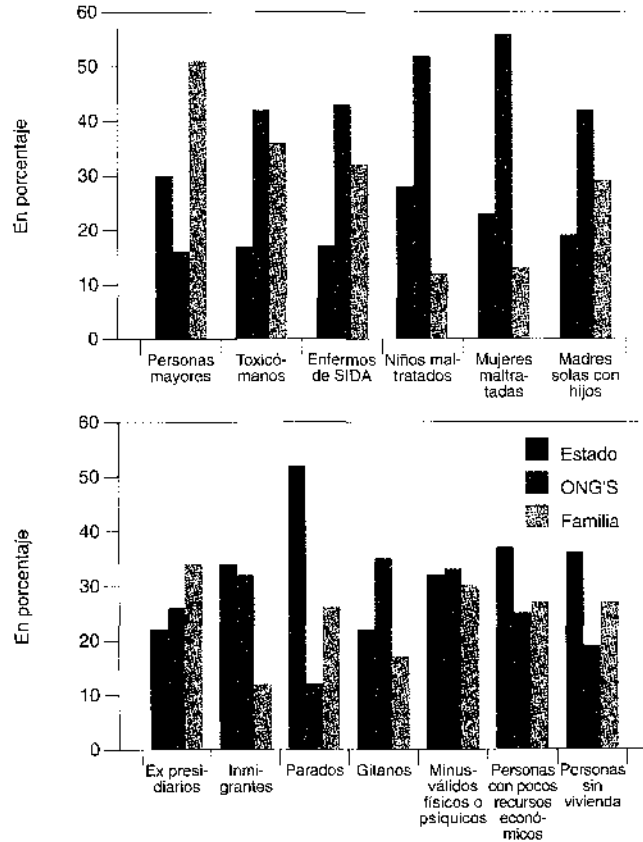 En porcentaje
60
50
40
30
20
10
0
Personas
mayores
Toxicó-
manos
Enfermos
de SIDA
Niños mal-
tratados
Mujeres
maltra-
tadas
Madres
solas con
hijos
En porcentaje
60
50
40
30
20
10
0
Estado
ONG'S
Familia
Ex presi-
diarios
Inmi-
grantes
Parados
Gitanos
Minus-
válidos
físicos o
psíquicos
Personas
con pocos
recursos
econó-
micos
Personas
sin
vivienda